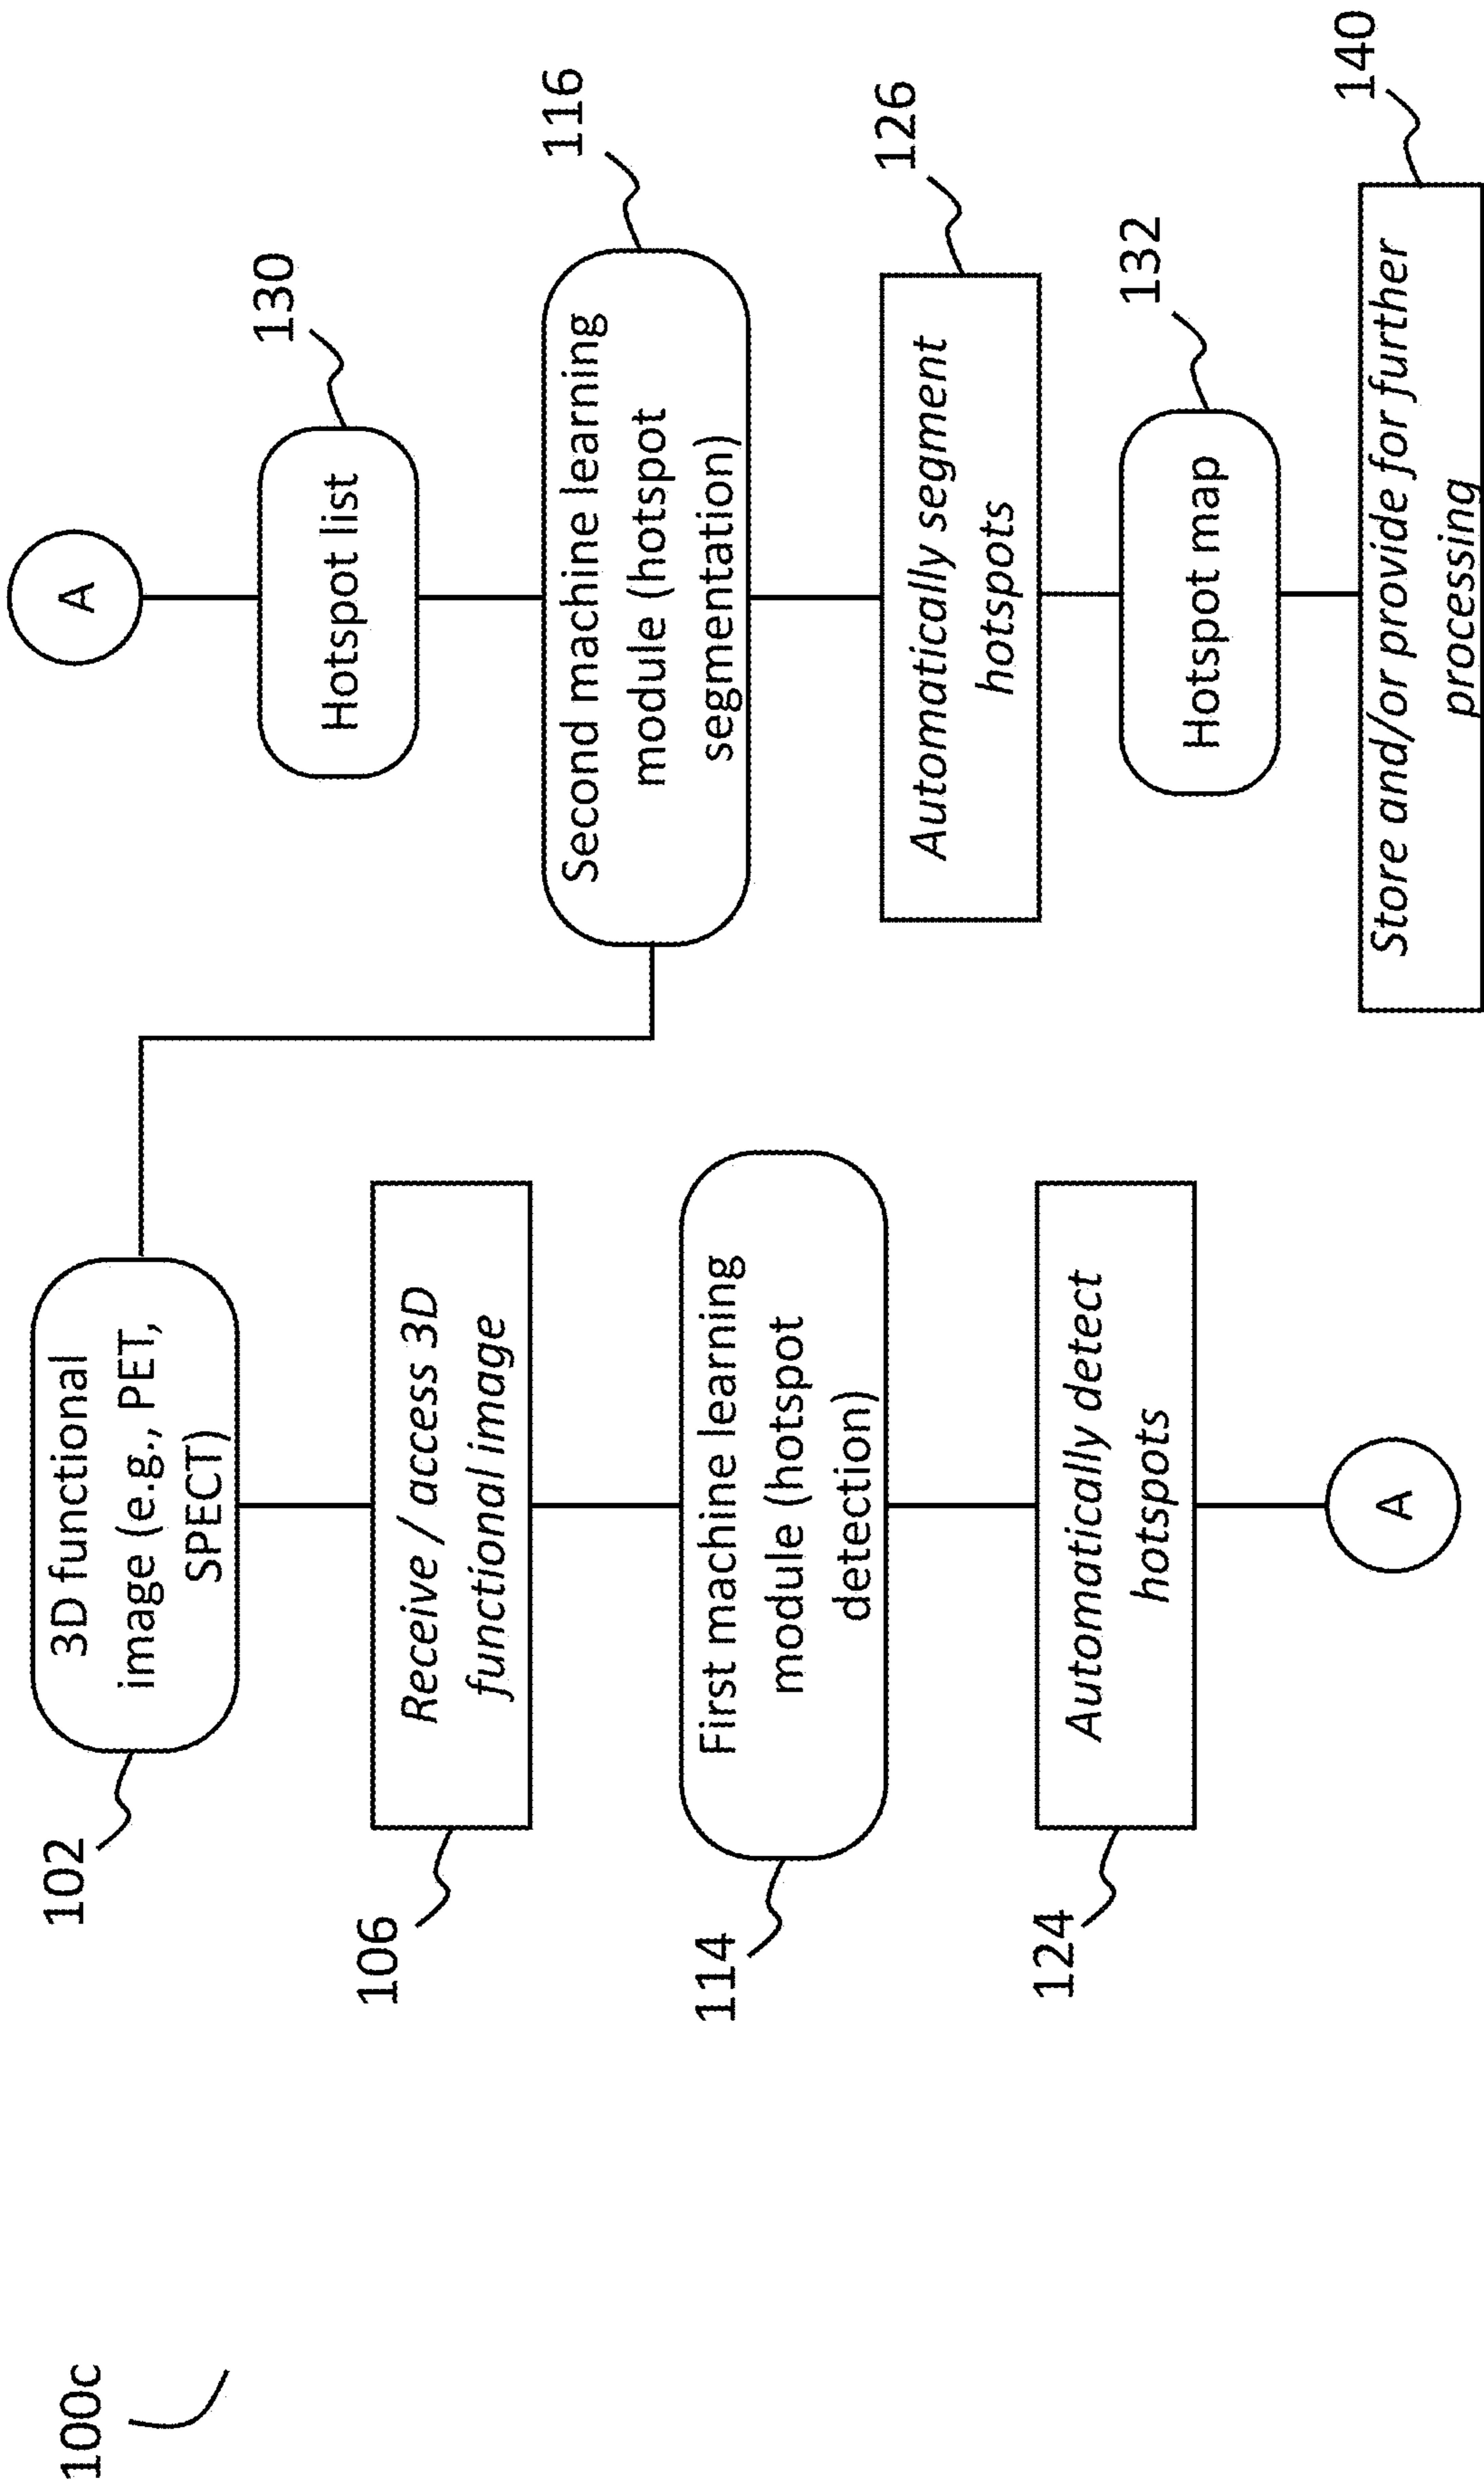 100c
102
3D functional
image (e.g., PET,
SPECT)
106
Receive / access 3D
functional image
114
First machine learning
module (hotspot
detection)
124
Automatically detect
hotspots
A
A
Hotspot list
130
Second machine learning
module (hotspot
segmentation)
116
Automatically segment
hotspots
126
Hotspot map
132
Store and/or provide for further
processing
140